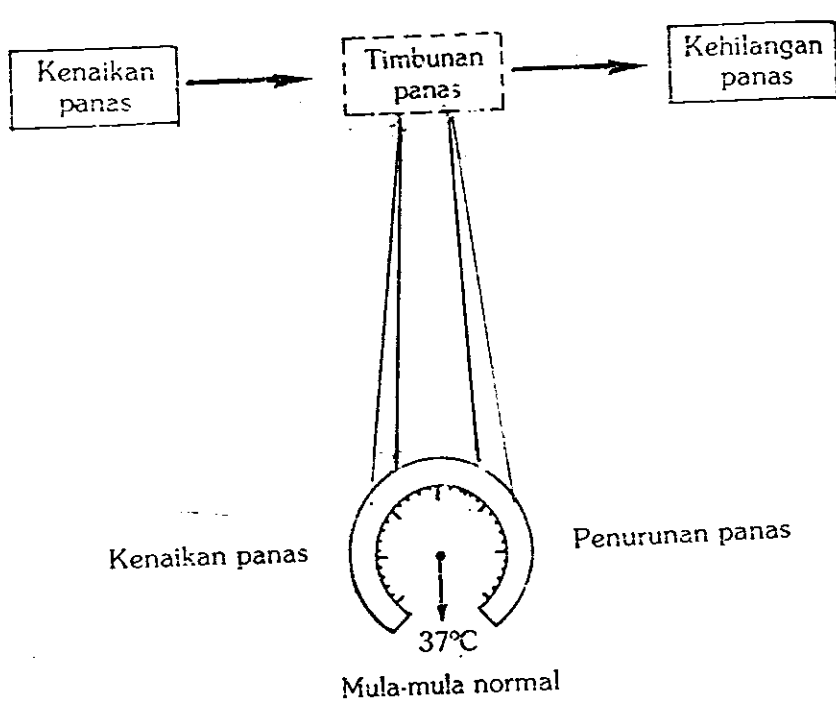 Kenaikan
panas
Timbunan
panas
Kehilangan
panas
Kenaikan panas
Penurunan panas
37°C
Mula-mula normal